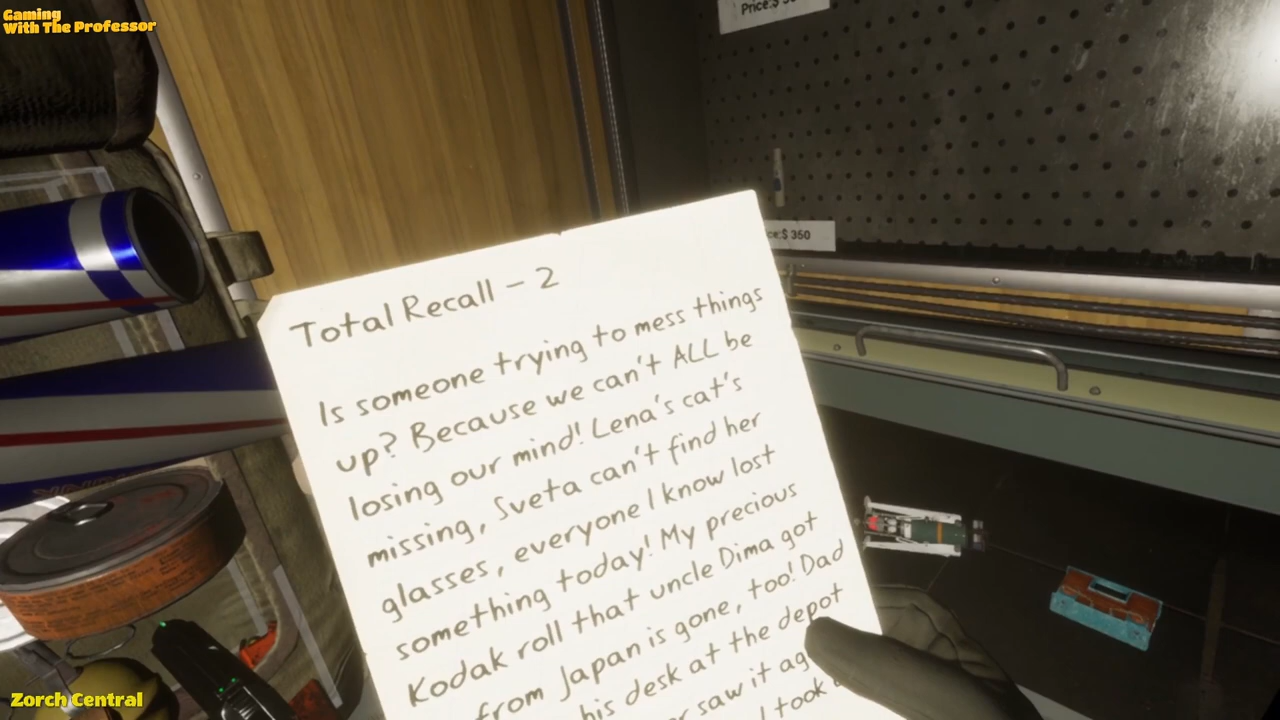 Gaming
With The Professor
Price:$
$ 350
Total Recall - 2
Is someone trying to mess things
up? Because we can't ALL be
losing our mind! Lena's cat's
missing, Sveta can't find her
glasses, everyone I know lost
something today! My precious
Kodak roll that uncle Dima got
from Japan is gone, too! Dad
his desk at the depot
saw it
I took
Zorch Central